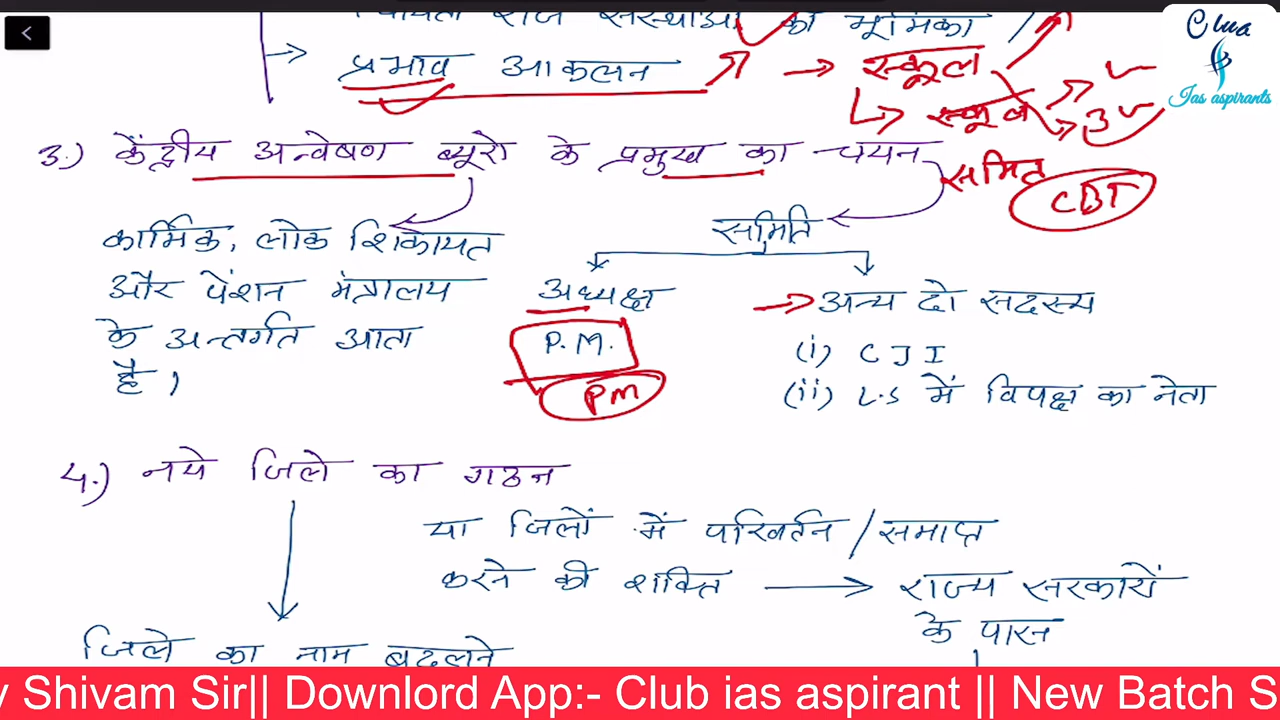 पंचायती राज संस्थाओं की भूमिका
→ प्रभाव आकलन → स्कूल
स्कूल
3.) केंद्रीय अन्वेषण ब्यूरो के प्रमुख का चयन
समिति
CBI
कार्मिक, लोक शिकायत
और पेंशन मंत्रालय
के अन्तर्गत आता
है।
समिति
अध्यक्ष
P.M.
PM
→ अन्य दो सदस्य
(i) CJI
(ii) L.S में विपक्ष का नेता
4.) नये जिले का गठन
या जिलों में परिवर्तन / समाप्त
करने की शक्ति → राज्य सरकारों
के पास
जिले का नाम बदलने
Clua
Ias aspirants
y Shivam Sir|| Downlord App:- Club ias aspirant || New Batch S